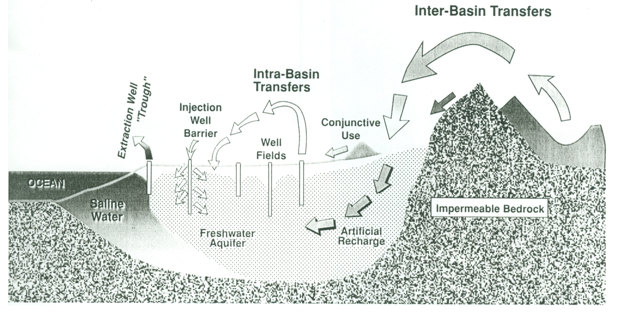 Inter-Basin Transfers
Intra-Basin
Transfers
Extraction Well
"Trough"
Injection
Well
Barrier
Well
Fields
Conjunctive
Use
OCEAN
Saline
Water
Freshwater
Aquifer
Artificial
Recharge
Impermeable Bedrock